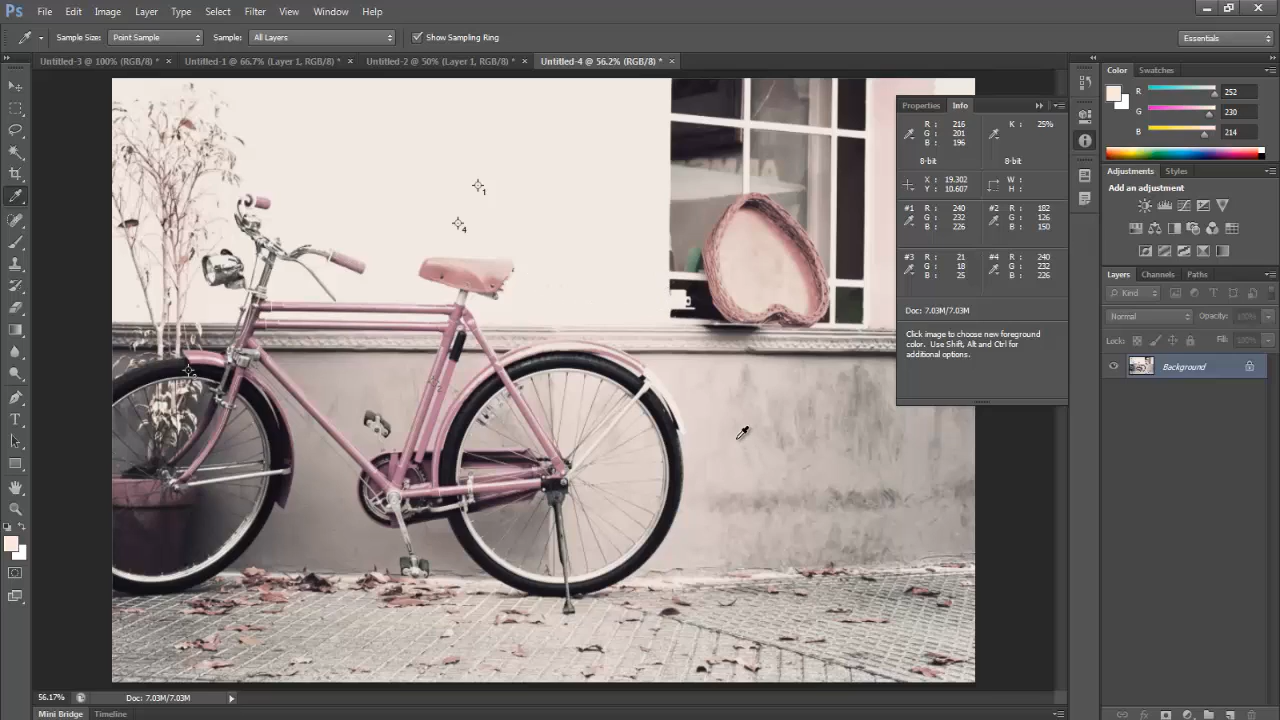 Ps File Edit Image Layer Type Select Filter View Window Help
Sample Size: Point Sample Sample: All Layers Show Sampling Ring Essentials
Untitled-3 @ 100% (RGB/8) * × Untitled-1 @ 66.7% (Layer 1, RGB/8) * × Untitled-2 @ 50% (Layer 1, RGB/8) * × Untitled-4 @ 56.2% (RGB/8) * ×
Properties Info
R : 216 K : 25%
G : 201
B : 196
8-bit 8-bit
X : 19.302 W :
Y : 10.607 H :
#1 R : 240 #2 R : 182
G : 232 G : 126
B : 226 B : 150
#3 R : 21 #4 R : 240
G : 18 G : 232
B : 25 B : 226
Doc: 7.03M/7.03M
Click image to choose new foreground
color. Use Shift, Alt and Ctrl for
additional options.
1
4
Color Swatches
R 252
G 230
B 214
Adjustments Styles
Add an adjustment
Layers Channels Paths
Kind
Normal Opacity: 100%
Lock: Fill: 100%
Background
56.17% Doc: 7.03M/7.03M
Mini Bridge Timeline